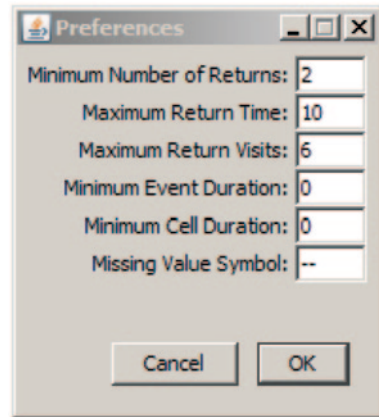 Preferences
Minimum Number of Returns: 2
Maximum Return Time: 10
Maximum Return Visits: 6
Minimum Event Duration: 0
Minimum Cell Duration: 0
Missing Value Symbol: --
Cancel OK